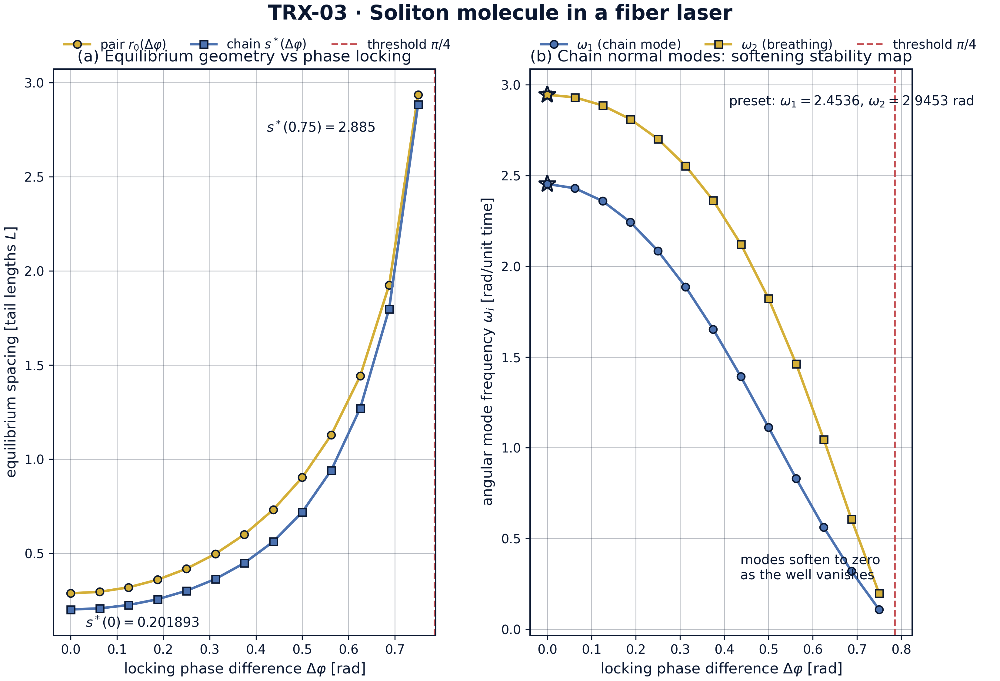 TRX-03 · Soliton molecule in a fiber laser
pair r₀(Δφ)
chain s*(Δφ)
threshold π/4
(a) Equilibrium geometry vs phase locking
equilibrium spacing [tail lengths L]
3.0
2.5
2.0
1.5
1.0
0.5
s*(0.75) = 2.885
s*(0) = 0.201893
0.0 0.1 0.2 0.3 0.4 0.5 0.6 0.7
locking phase difference Δφ [rad]
ω₁ (chain mode)
ω₂ (breathing)
threshold π/4
(b) Chain normal modes: softening stability map
angular mode frequency ωᵢ [rad/unit time]
3.0
2.5
2.0
1.5
1.0
0.5
0.0
preset: ω₁ = 2.4536, ω₂ = 2.9453 rad
modes soften to zero
as the well vanishes
0.0 0.1 0.2 0.3 0.4 0.5 0.6 0.7 0.8
locking phase difference Δφ [rad]